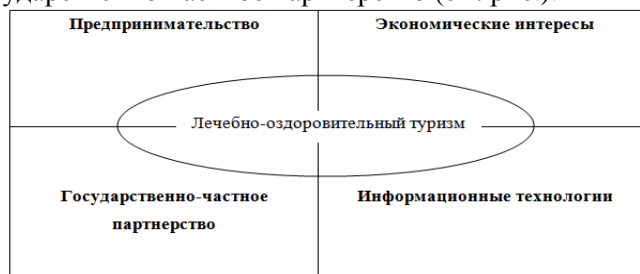 Предпринимательство
Экономические интересы
Лечебно-оздоровительный туризм
Государственно-частное
партнерство
Информационные технологии